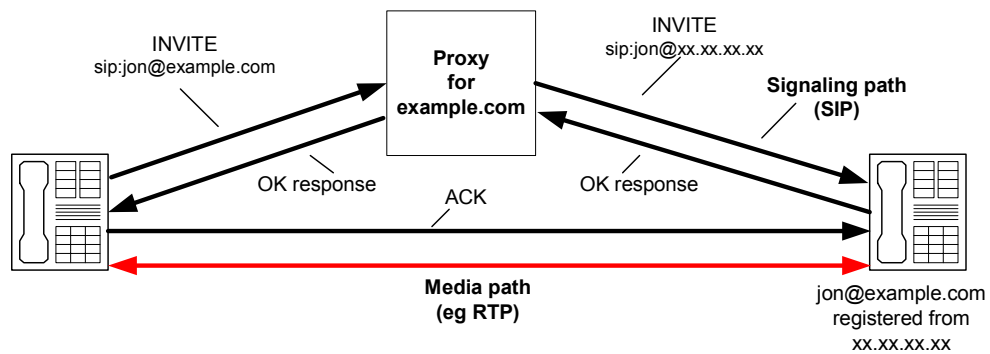 INVITE
sip:jon@example.com
Proxy
for
example.com
INVITE
sip:jon@xx.xx.xx.xx
Signaling path
(SIP)
OK response
OK response
ACK
Media path
(eg RTP)
jon@example.com
registered from
xx.xx.xx.xx